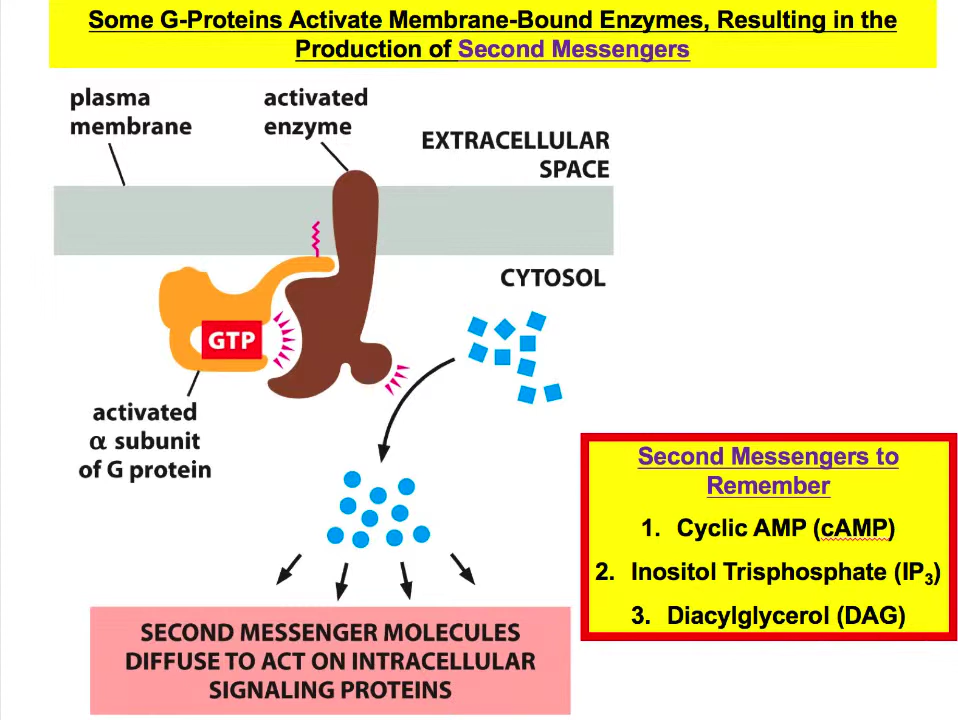 Some G-Proteins Activate Membrane-Bound Enzymes, Resulting in the
Production of Second Messengers
plasma
membrane
activated
enzyme
EXTRACELLULAR
SPACE
CYTOSOL
GTP
activated
α subunit
of G protein
Second Messengers to
Remember
1. Cyclic AMP (cAMP)
2. Inositol Trisphosphate (IP₃)
3. Diacylglycerol (DAG)
SECOND MESSENGER MOLECULES
DIFFUSE TO ACT ON INTRACELLULAR
SIGNALING PROTEINS